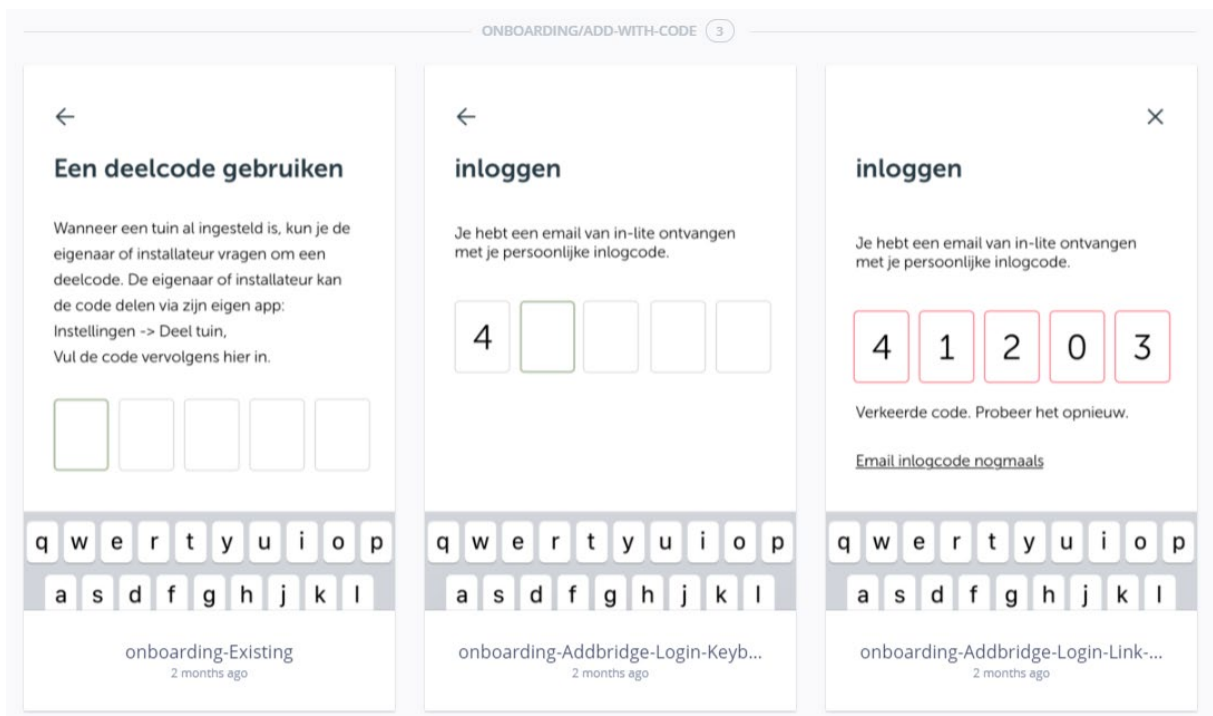 ONBOARDING/ADD-WITH-CODE 3
Een deelcode gebruiken
Wanneer een tuin al ingesteld is, kun je de
eigenaar of installateur vragen om een
deelcode. De eigenaar of installateur kan
de code delen via zijn eigen app:
Instellingen -> Deel tuin,
Vul de code vervolgens hier in.
q w e r t y u i o p
a s d f g h j k l
onboarding-Existing
2 months ago
inloggen
Je hebt een email van in-lite ontvangen
met je persoonlijke inlogcode.
4
q w e r t y u i o p
a s d f g h j k l
onboarding-Addbridge-Login-Keyb...
2 months ago
inloggen
Je hebt een email van in-lite ontvangen
met je persoonlijke inlogcode.
4 1 2 0 3
Verkeerde code. Probeer het opnieuw.
Email inlogcode nogmaals
q w e r t y u i o p
a s d f g h j k l
onboarding-Addbridge-Login-Link-...
2 months ago